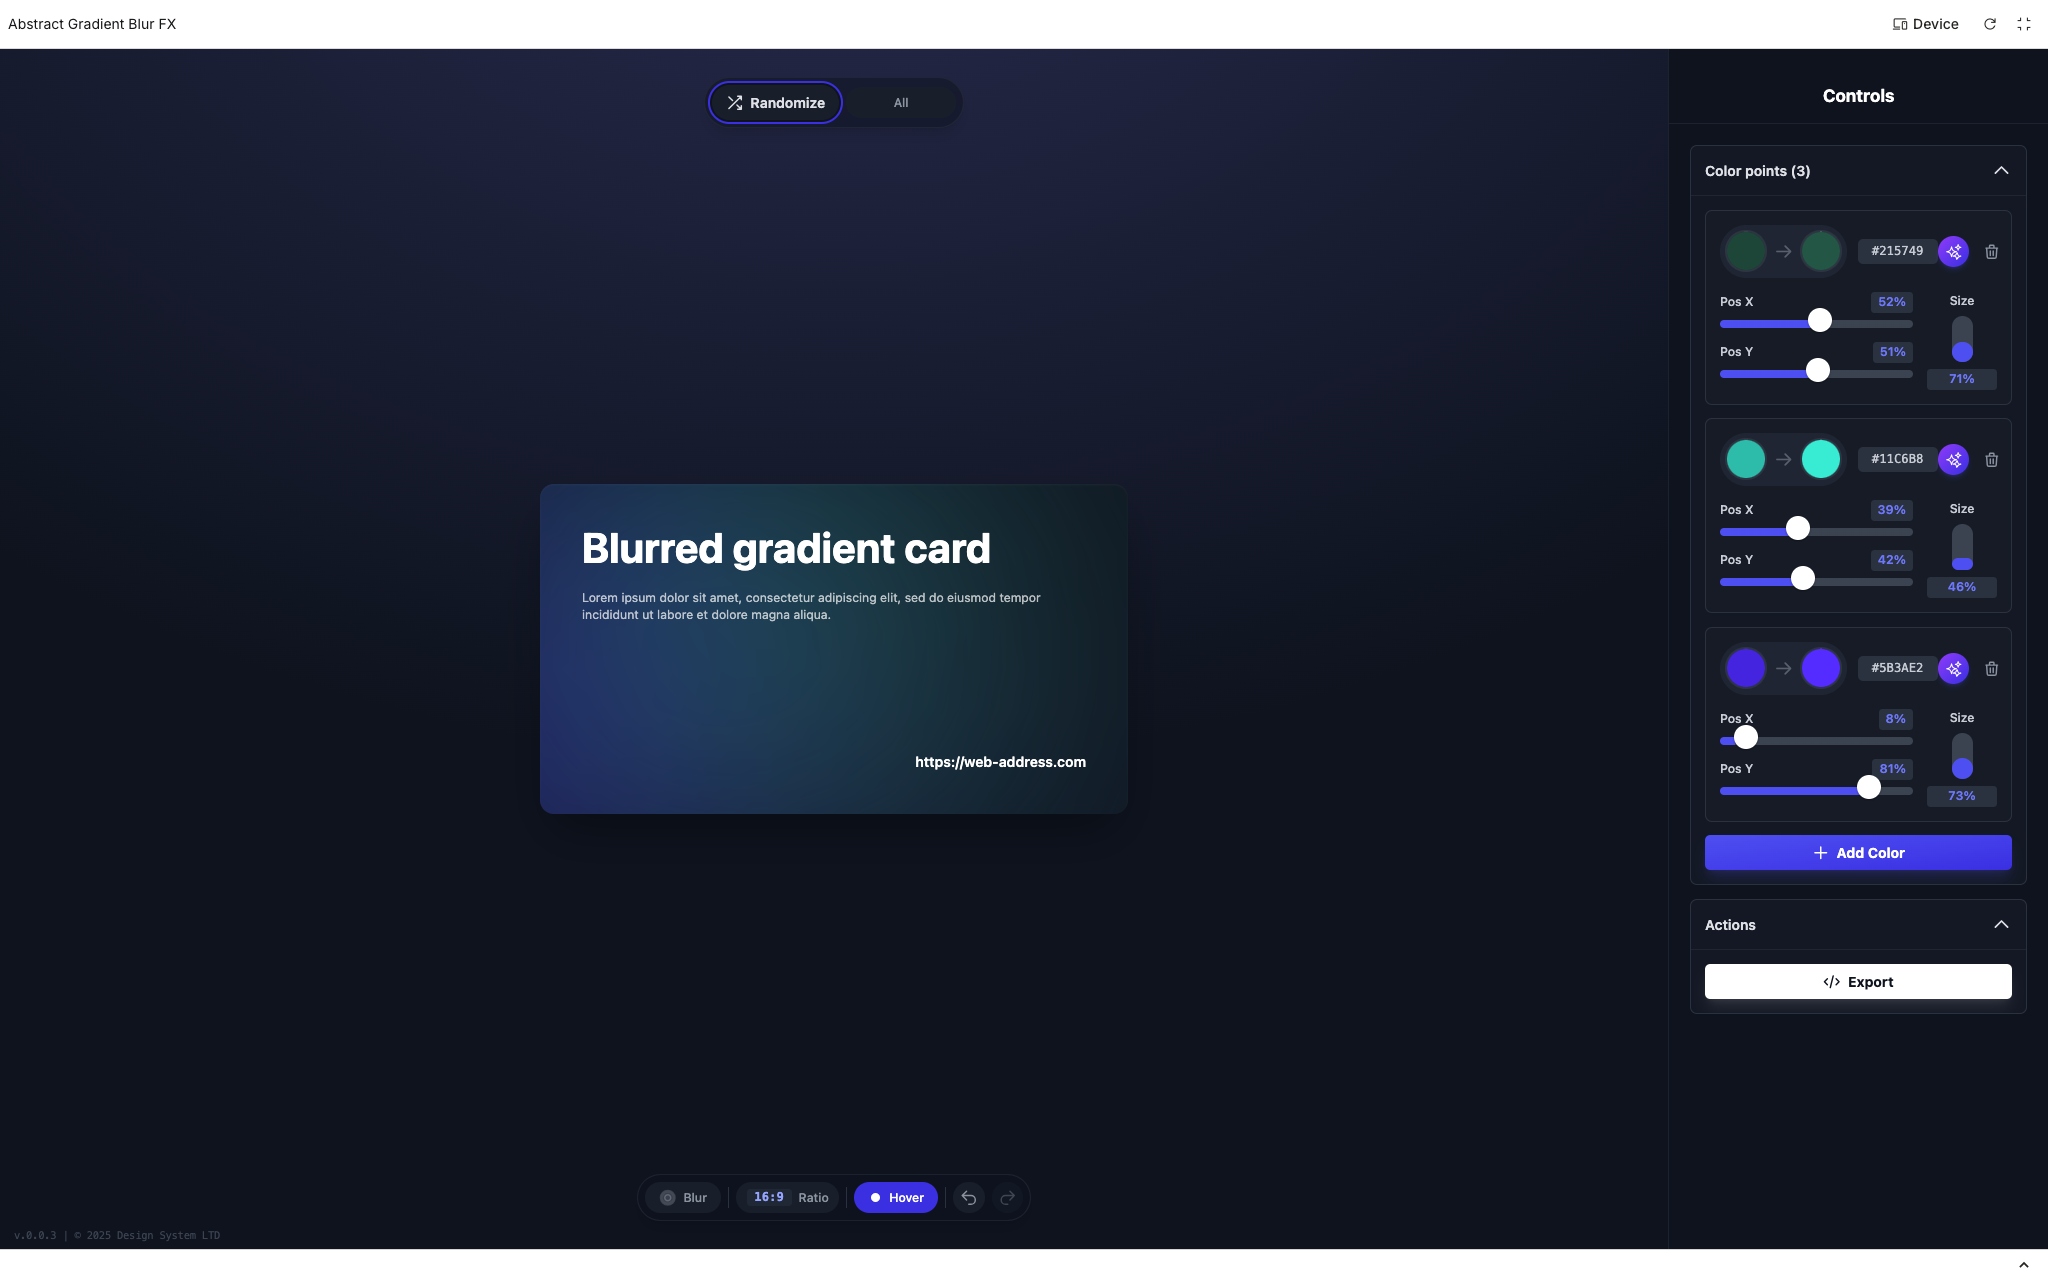 Abstract Gradient Blur FX
Device
Randomize
All
Controls
Color points (3)
#215749
Pos X
52%
Size
Pos Y
51%
71%
#11C6B8
Pos X
39%
Size
Pos Y
42%
46%
#5B3AE2
Pos X
8%
Size
Pos Y
81%
73%
Add Color
Actions
Export
Blurred gradient card
Lorem ipsum dolor sit amet, consectetur adipiscing elit, sed do eiusmod tempor
incididunt ut labore et dolore magna aliqua.
https://web-address.com
Blur
16:9 Ratio
Hover
v.0.0.3 | © 2025 Design System LTD